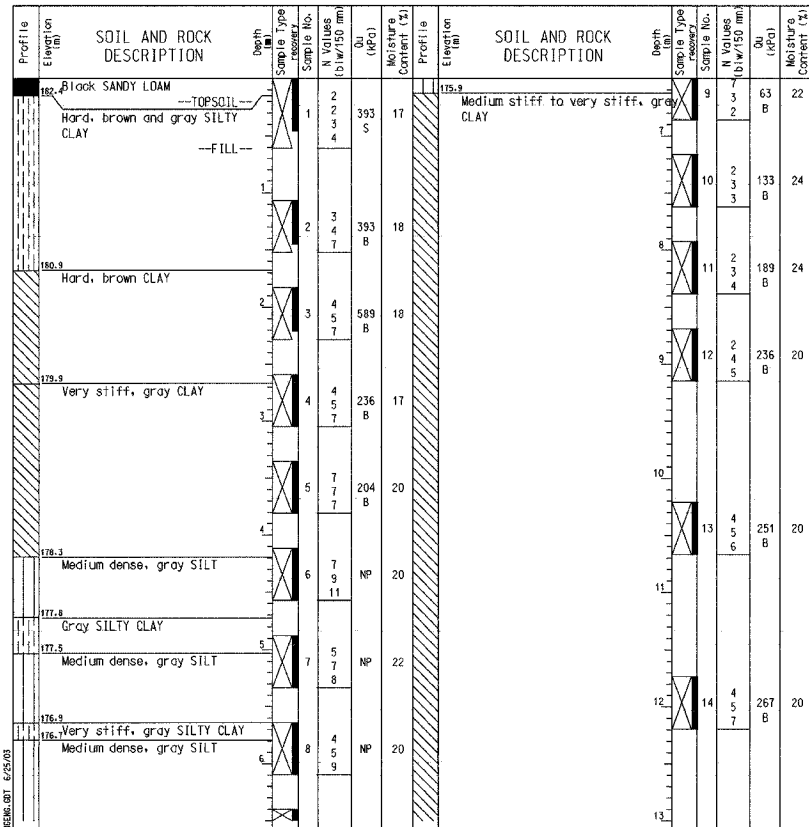 Profile
Elevation (m)
SOIL AND ROCK DESCRIPTION
Depth (m)
Sample Type recovery
Sample No.
N Values (blw/150 mm)
Qu (kPa)
Moisture Content (%)
182.4 Black SANDY LOAM
---TOPSOIL---
Hard, brown and gray SILTY
CLAY
---FILL---
1 2 2 3 4 393 S 17
1
2 3 4 7 393 B 18
180.9
Hard, brown CLAY
2
3 4 5 7 589 B 18
179.9
Very stiff, gray CLAY
4 4 5 7 236 B 17
3
5 7 7 7 204 B 20
4
178.3
Medium dense, gray SILT
6 7 9 11 NP 20
177.8
Gray SILTY CLAY
5
177.5
Medium dense, gray SILT
7 5 7 8 NP 22
176.9
Very stiff, gray SILTY CLAY
176.7
Medium dense, gray SILT
6
8 4 5 9 NP 20
6/25/03
Profile
Elevation (m)
SOIL AND ROCK DESCRIPTION
Depth (m)
Sample Type recovery
Sample No.
N Values (blw/150 mm)
Qu (kPa)
Moisture Content (%)
175.9
Medium stiff to very stiff, gray
CLAY
9 7 3 2 63 B 22
7
10 2 3 3 133 B 24
8
11 2 3 4 189 B 24
9
12 2 4 5 236 B 20
10
13 4 5 6 251 B 20
11
12
14 4 5 7 267 B 20
13